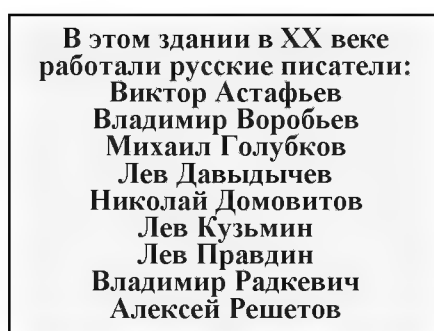 В этом здании в XX веке
работали русские писатели:
Виктор Астафьев
Владимир Воробьев
Михаил Голубков
Лев Давыдычев
Николай Домовитов
Лев Кузьмин
Лев Правдин
Владимир Радкевич
Алексей Решетов